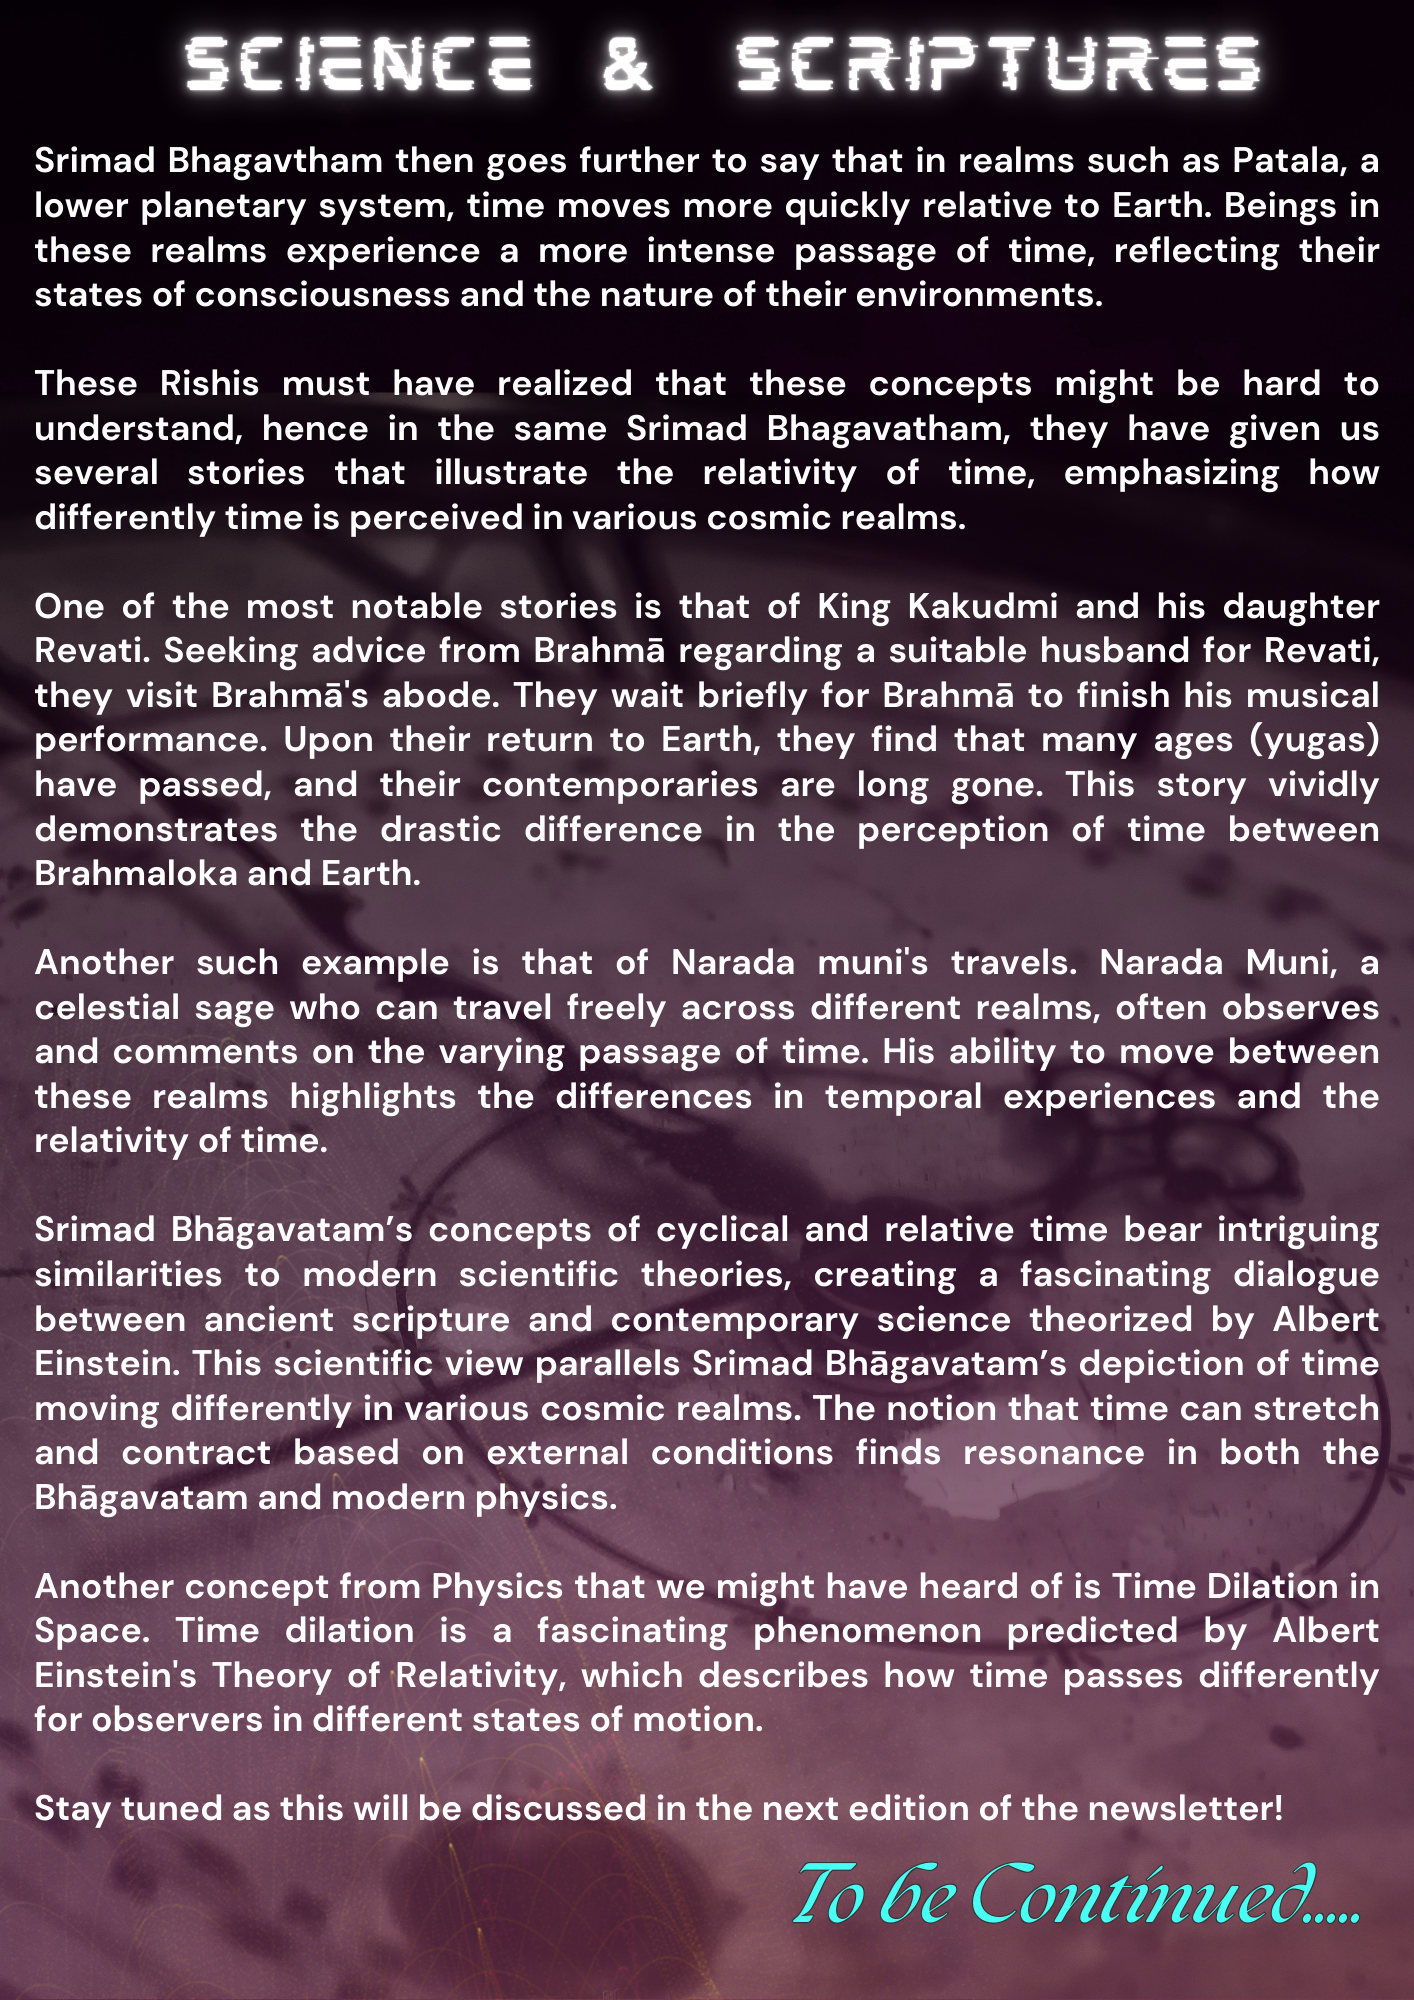 SCIENCE & SCRIPTURES
Srimad Bhagavtham then goes further to say that in realms such as Patala, a
lower planetary system, time moves more quickly relative to Earth. Beings in
these realms experience a more intense passage of time, reflecting their
states of consciousness and the nature of their environments.
These Rishis must have realized that these concepts might be hard to
understand, hence in the same Srimad Bhagavatham, they have given us
several stories that illustrate the relativity of time, emphasizing how
differently time is perceived in various cosmic realms.
One of the most notable stories is that of King Kakudmi and his daughter
Revati. Seeking advice from Brahmā regarding a suitable husband for Revati,
they visit Brahmā's abode. They wait briefly for Brahmā to finish his musical
performance. Upon their return to Earth, they find that many ages (yugas)
have passed, and their contemporaries are long gone. This story vividly
demonstrates the drastic difference in the perception of time between
Brahmaloka and Earth.
Another such example is that of Narada muni's travels. Narada Muni, a
celestial sage who can travel freely across different realms, often observes
and comments on the varying passage of time. His ability to move between
these realms highlights the differences in temporal experiences and the
relativity of time.
Srimad Bhāgavatam’s concepts of cyclical and relative time bear intriguing
similarities to modern scientific theories, creating a fascinating dialogue
between ancient scripture and contemporary science theorized by Albert
Einstein. This scientific view parallels Srimad Bhāgavatam’s depiction of time
moving differently in various cosmic realms. The notion that time can stretch
and contract based on external conditions finds resonance in both the
Bhāgavatam and modern physics.
Another concept from Physics that we might have heard of is Time Dilation in
Space. Time dilation is a fascinating phenomenon predicted by Albert
Einstein's Theory of Relativity, which describes how time passes differently
for observers in different states of motion.
Stay tuned as this will be discussed in the next edition of the newsletter!
To be Continued.....